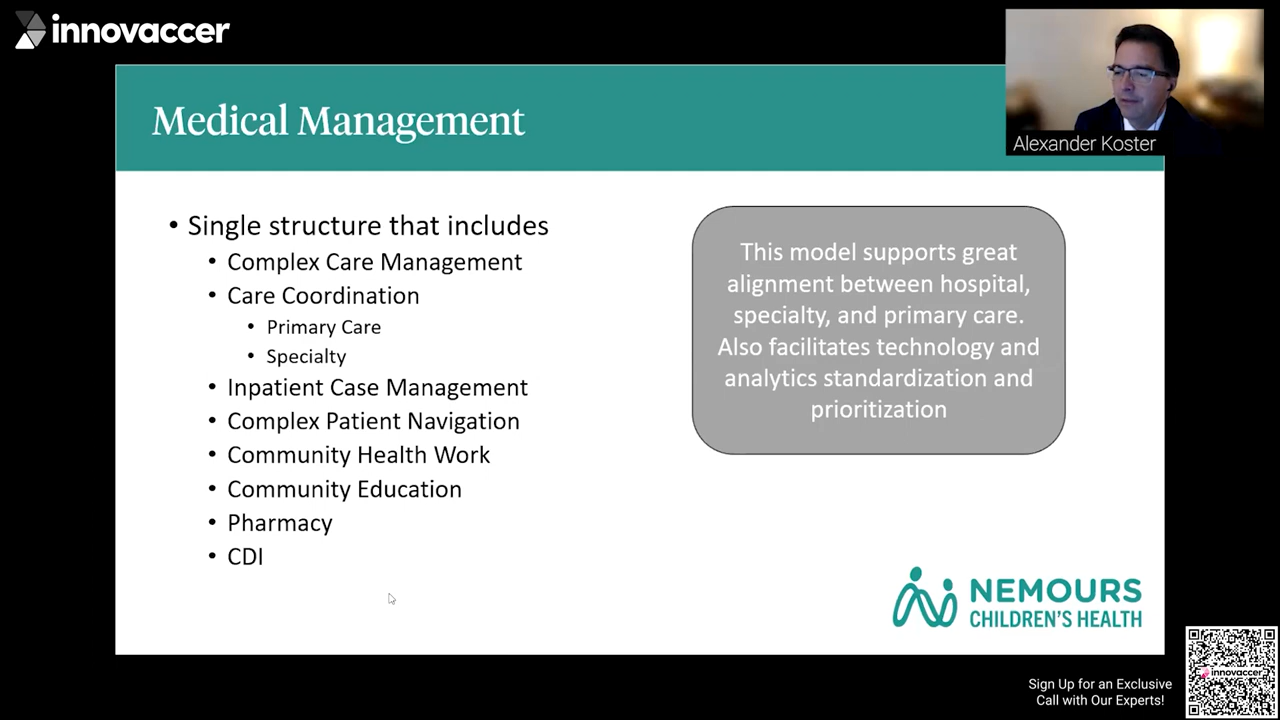 innovaccer
Medical Management
Alexander Koster
• Single structure that includes
• Complex Care Management
• Care Coordination
• Primary Care
• Specialty
• Inpatient Case Management
• Complex Patient Navigation
• Community Health Work
• Community Education
• Pharmacy
• CDI
This model supports great
alignment between hospital,
specialty, and primary care.
Also facilitates technology and
analytics standardization and
prioritization
NEMOURS
CHILDREN'S HEALTH
Sign Up for an Exclusive
Call with Our Experts!
innovaccer